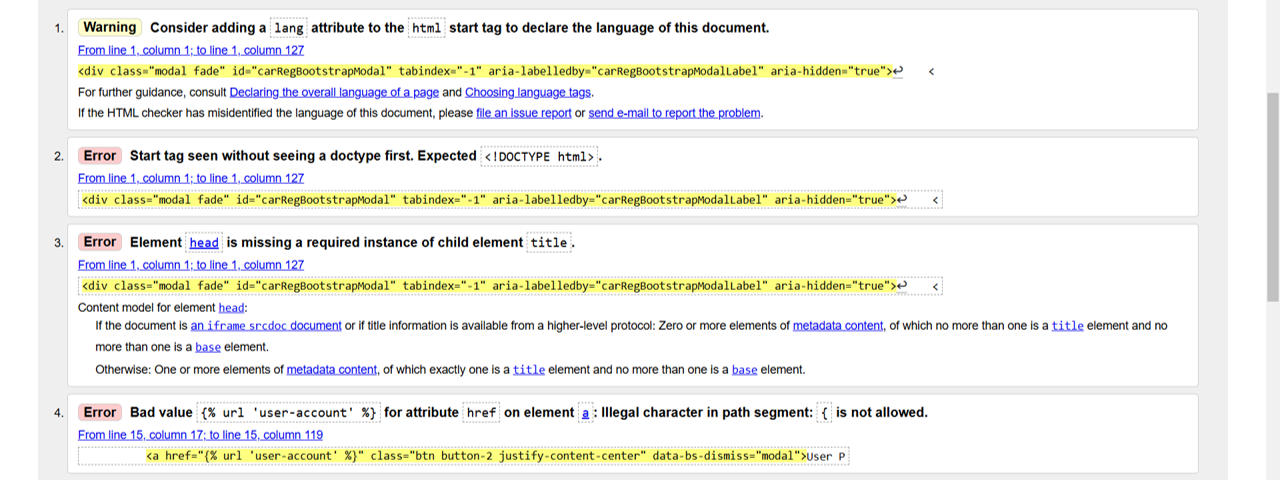 1. Warning Consider adding a lang attribute to the html start tag to declare the language of this document.
From line 1, column 1; to line 1, column 127
<div class="modal fade" id="carRegBootstrapModal" tabindex="-1" aria-labelledby="carRegBootstrapModalLabel" aria-hidden="true">↩ <
For further guidance, consult Declaring the overall language of a page and Choosing language tags.
If the HTML checker has misidentified the language of this document, please file an issue report or send e-mail to report the problem.
2. Error Start tag seen without seeing a doctype first. Expected <!DOCTYPE html>.
From line 1, column 1; to line 1, column 127
<div class="modal fade" id="carRegBootstrapModal" tabindex="-1" aria-labelledby="carRegBootstrapModalLabel" aria-hidden="true">↩ <
3. Error Element head is missing a required instance of child element title.
From line 1, column 1; to line 1, column 127
<div class="modal fade" id="carRegBootstrapModal" tabindex="-1" aria-labelledby="carRegBootstrapModalLabel" aria-hidden="true">↩ <
Content model for element head:
If the document is an iframe srcdoc document or if title information is available from a higher-level protocol: Zero or more elements of metadata content, of which no more than one is a title element and no
more than one is a base element.
Otherwise: One or more elements of metadata content, of which exactly one is a title element and no more than one is a base element.
4. Error Bad value {% url 'user-account' %} for attribute href on element a: Illegal character in path segment: { is not allowed.
From line 15, column 17; to line 15, column 119
<a href="{% url 'user-account' %}" class="btn button-2 justify-content-center" data-bs-dismiss="modal">User P